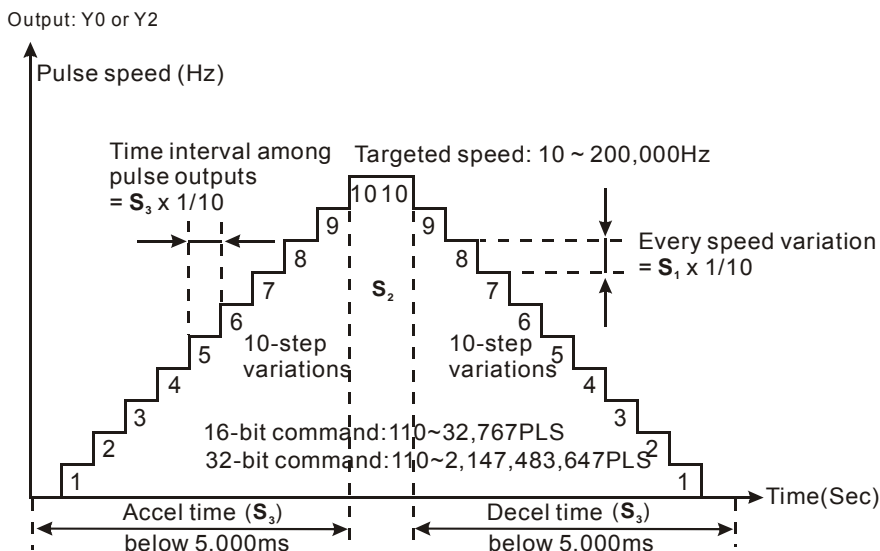 Output: Y0 or Y2
Pulse speed (Hz)
Time interval among
pulse outputs
= S₃ x 1/10
Targeted speed: 10 ~ 200,000Hz
10 10
9
9
8
8
Every speed variation
= S₁ x 1/10
7
7
S₂
6
6
10-step
variations
10-step
variations
5
5
4
4
3
3
16-bit command:110~32,767PLS
32-bit command:110~2,147,483,647PLS
2
2
1
1
Time(Sec)
Accel time (S₃)
below 5,000ms
Decel time (S₃)
below 5,000ms